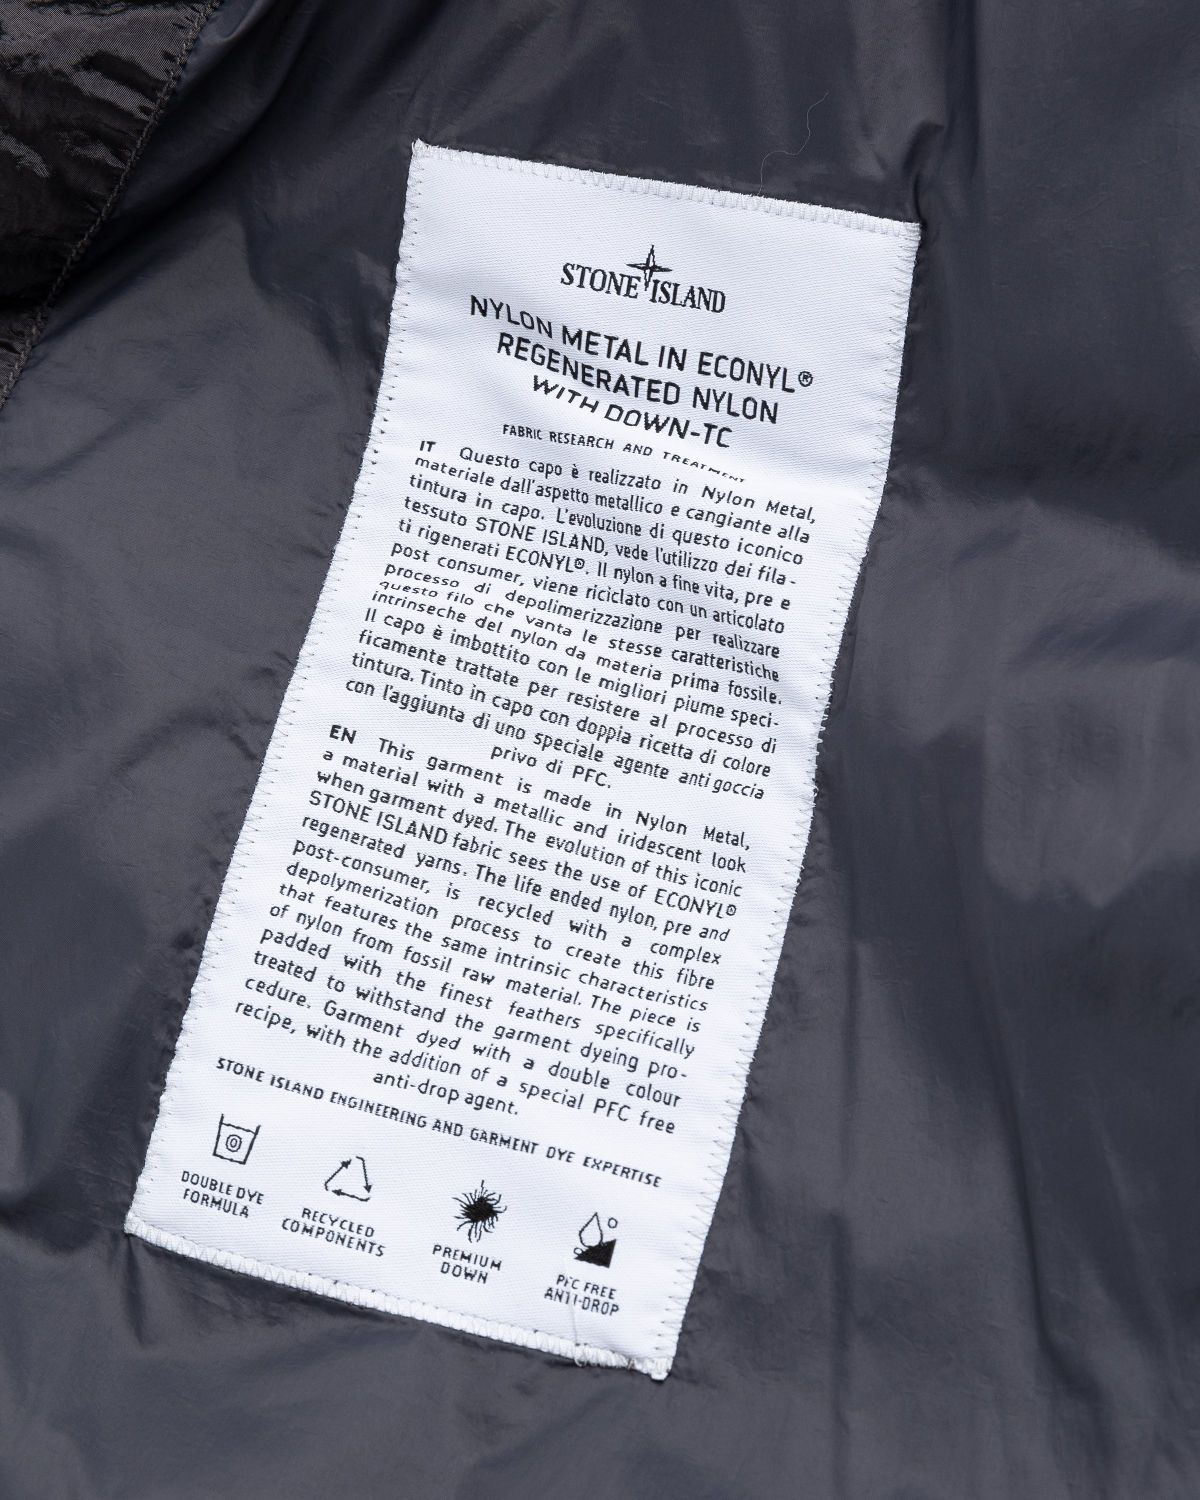 STONE ISLAND
NYLON METAL IN ECONYL®
REGENERATED NYLON
WITH DOWN-TC
FABRIC RESEARCH AND TREATMENT
IT Questo capo è realizzato in Nylon Metal,
materiale dall'aspetto metallico e cangiante alla
tintura in capo. L'evoluzione di questo iconico
tessuto STONE ISLAND, vede l'utilizzo dei fila-
ti rigenerati ECONYL®. Il nylon a fine vita, pre e
post consumer, viene riciclato con un articolato
processo di depolimerizzazione per realizzare
questo filo che vanta le stesse caratteristiche
intrinseche del nylon da materia prima fossile.
Il capo è imbottito con le migliori piume speci-
ficamente trattate per resistere al processo di
tintura. Tinto in capo con doppia ricetta di colore
con l'aggiunta di uno speciale agente anti goccia
privo di PFC.
EN This garment is made in Nylon Metal,
a material with a metallic and iridescent look
when garment dyed. The evolution of this iconic
STONE ISLAND fabric sees the use of ECONYL®
regenerated yarns. The life ended nylon, pre and
post-consumer, is recycled with a complex
depolymerization process to create this fibre
that features the same intrinsic characteristics
of nylon from fossil raw material. The piece is
padded with the finest feathers specifically
treated to withstand the garment dyeing pro-
cedure. Garment dyed with a double colour
recipe, with the addition of a special PFC free
anti-drop agent.
STONE ISLAND ENGINEERING AND GARMENT DYE EXPERTISE
DOUBLE DYE
FORMULA
RECYCLED
COMPONENTS
PREMIUM
DOWN
PFC FREE
ANTI-DROP